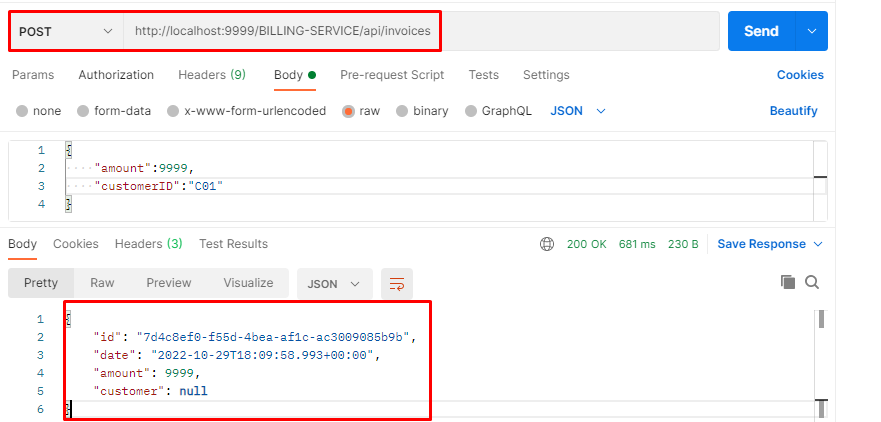 POST http://localhost:9999/BILLING-SERVICE/api/invoices Send
Params Authorization Headers (9) Body Pre-request Script Tests Settings Cookies
none form-data x-www-form-urlencoded raw binary GraphQL JSON Beautify
1 {
2 ····"amount":9999,
3 ····"customerID":"C01"
4 }
Body Cookies Headers (3) Test Results 200 OK 681 ms 230 B Save Response
Pretty Raw Preview Visualize JSON
1 {
2 "id": "7d4c8ef0-f55d-4bea-af1c-ac3009085b9b",
3 "date": "2022-10-29T18:09:58.993+00:00",
4 "amount": 9999,
5 "customer": null
6 }